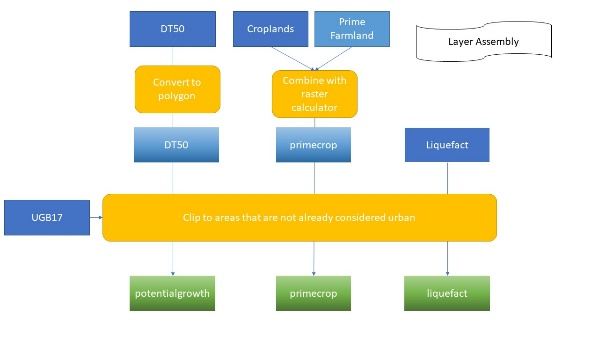 DT50
Croplands
Prime
Farmland
Layer Assembly
Convert to
polygon
Combine with
raster
calculator
DT50
primecrop
Liquefact
UGB17
Clip to areas that are not already considered urban
potentialgrowth
primecrop
liquefact